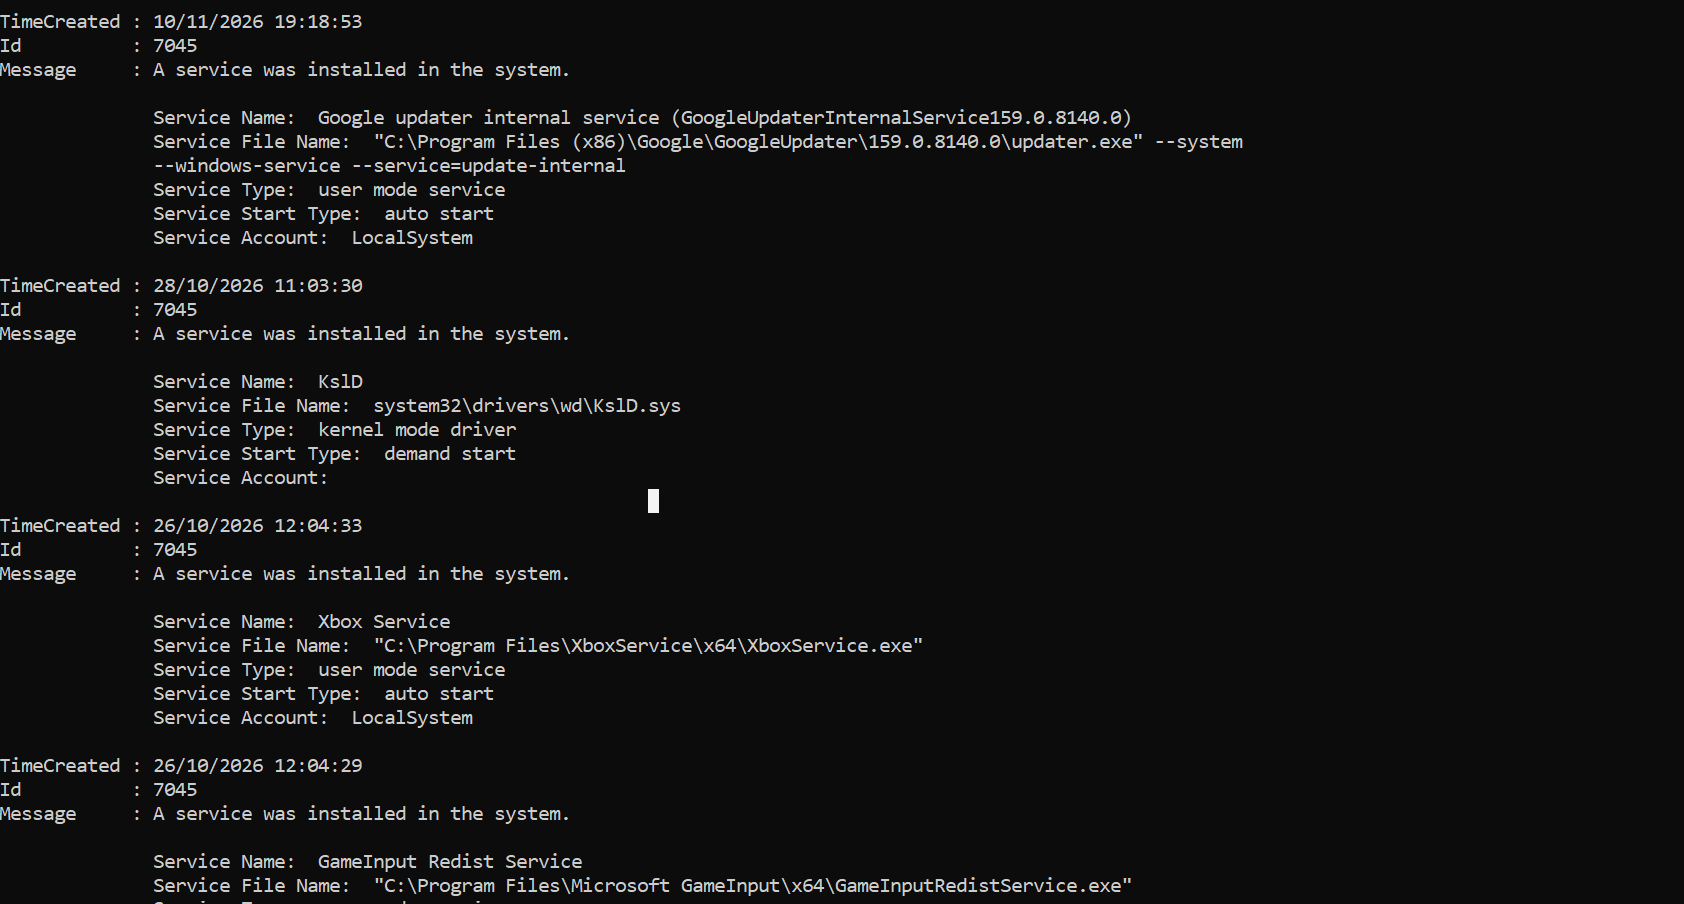 TimeCreated : 10/11/2026 19:18:53
Id          : 7045
Message     : A service was installed in the system.

              Service Name:  Google updater internal service (GoogleUpdaterInternalService159.0.8140.0)
              Service File Name:  "C:\Program Files (x86)\Google\GoogleUpdater\159.0.8140.0\updater.exe" --system
              --windows-service --service=update-internal
              Service Type:  user mode service
              Service Start Type:  auto start
              Service Account:  LocalSystem

TimeCreated : 28/10/2026 11:03:30
Id          : 7045
Message     : A service was installed in the system.

              Service Name:  KslD
              Service File Name:  system32\drivers\wd\KslD.sys
              Service Type:  kernel mode driver
              Service Start Type:  demand start
              Service Account:

TimeCreated : 26/10/2026 12:04:33
Id          : 7045
Message     : A service was installed in the system.

              Service Name:  Xbox Service
              Service File Name:  "C:\Program Files\XboxService\x64\XboxService.exe"
              Service Type:  user mode service
              Service Start Type:  auto start
              Service Account:  LocalSystem

TimeCreated : 26/10/2026 12:04:29
Id          : 7045
Message     : A service was installed in the system.

              Service Name:  GameInput Redist Service
              Service File Name:  "C:\Program Files\Microsoft GameInput\x64\GameInputRedistService.exe"